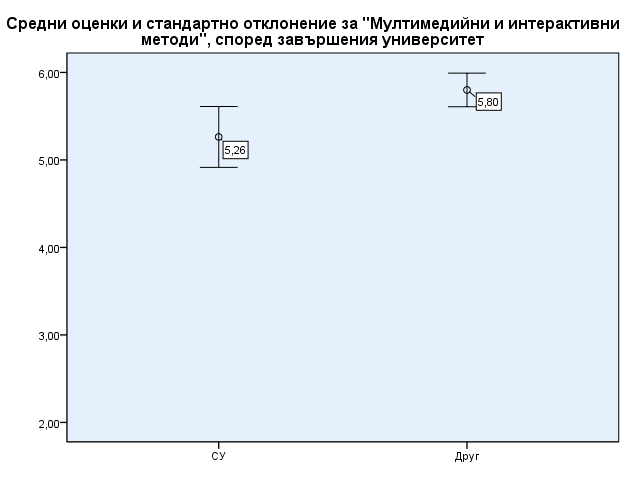 Средни оценки и стандартно отклонение за "Мултимедийни и интерактивни
методи", според завършения университет
6,00
5,80
5,26
5,00
4,00
3,00
2,00
СУ
Друг